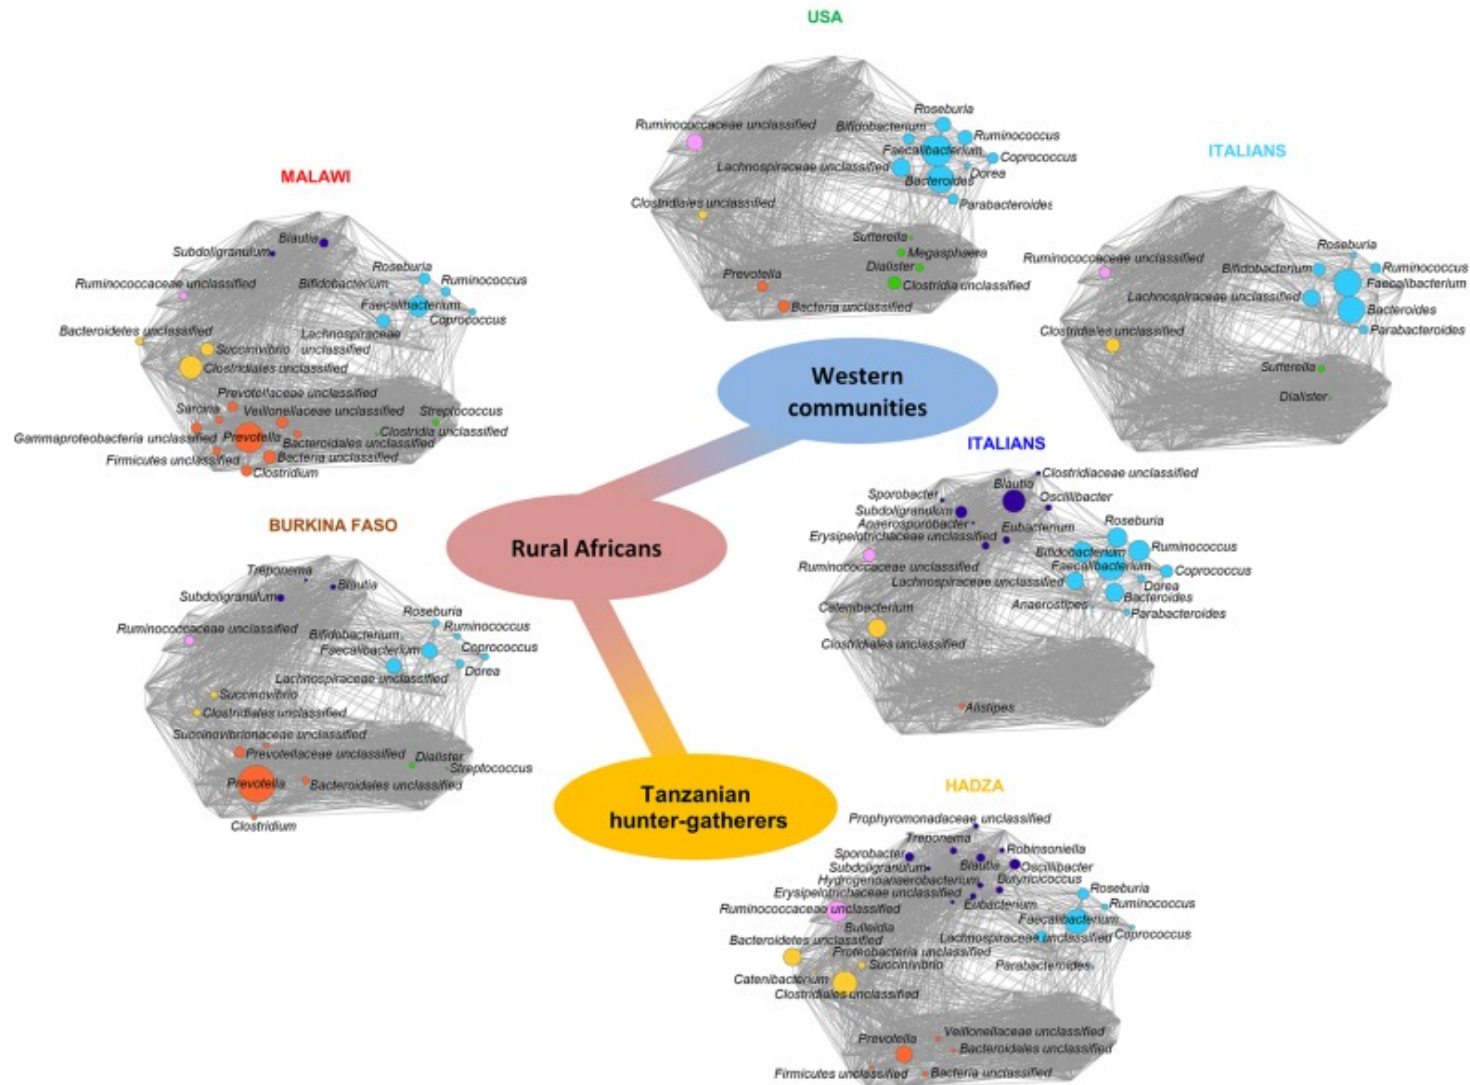 USA
Roseburia
Ruminococcaceae unclassified
Bifidobacterium
Ruminococcus
Faecalibacterium
Coprococcus
Lachnospiraceae unclassified
Dorea
Bacteroides
Parabacteroides
Clostridiales unclassified
Sutterella
Megasphaera
Dialister
Prevotella
Clostridia unclassified
Bacteria unclassified
ITALIANS
Roseburia
Ruminococcaceae unclassified
Bifidobacterium
Ruminococcus
Faecalibacterium
Lachnospiraceae unclassified
Bacteroides
Parabacteroides
Clostridiales unclassified
Sutterella
Dialister
MALAWI
Blautia
Subdoligranulum
Roseburia
Ruminococcaceae unclassified
Bifidobacterium
Ruminococcus
Faecalibacterium
Coprococcus
Bacteroidetes unclassified
Lachnospiraceae
unclassified
Succinivibrio
Clostridiales unclassified
Prevotellaceae unclassified
Sarcina
Veillonellaceae unclassified
Streptococcus
Clostridia unclassified
Gammaproteobacteria unclassified
Prevotella
Bacteroidales unclassified
Firmicutes unclassified
Bacteria unclassified
Clostridium
Western
communities
Rural Africans
Tanzanian
hunter-gatherers
ITALIANS
Clostridiaceae unclassified
Blautia
Sporobacter
Oscillibacter
Subdoligranulum
Anaerosporobacter
Eubacterium
Erysipelotrichaceae unclassified
Roseburia
Bifidobacterium
Ruminococcus
Ruminococcaceae unclassified
Faecalibacterium
Coprococcus
Lachnospiraceae unclassified
Dorea
Bacteroides
Anaerostipes
Parabacteroides
Catenibacterium
Clostridiales unclassified
Alistipes
BURKINA FASO
Treponema
Blautia
Subdoligranulum
Roseburia
Ruminococcaceae unclassified
Bifidobacterium
Ruminococcus
Faecalibacterium
Coprococcus
Dorea
Lachnospiraceae unclassified
Succinovibrio
Clostridiales unclassified
Succinovibrionaceae unclassified
Prevotellaceae unclassified
Dialister
Streptococcus
Prevotella
Bacteroidales unclassified
Clostridium
HADZA
Prophyromonadaceae unclassified
Treponema
Sporobacter
Robinsoniella
Subdoligranulum
Blautia
Oscillibacter
Hydrogenoanaerobacterium
Butyricicoccus
Erysipelotrichaceae unclassified
Eubacterium
Roseburia
Ruminococcaceae unclassified
Ruminococcus
Faecalibacterium
Bulleidia
Coprococcus
Bacteroidetes unclassified
Lachnospiraceae unclassified
Proteobacteria unclassified
Succinivibrio
Parabacteroides
Catenibacterium
Clostridiales unclassified
Prevotella
Veillonellaceae unclassified
Bacteroidales unclassified
Firmicutes unclassified
Bacteria unclassified